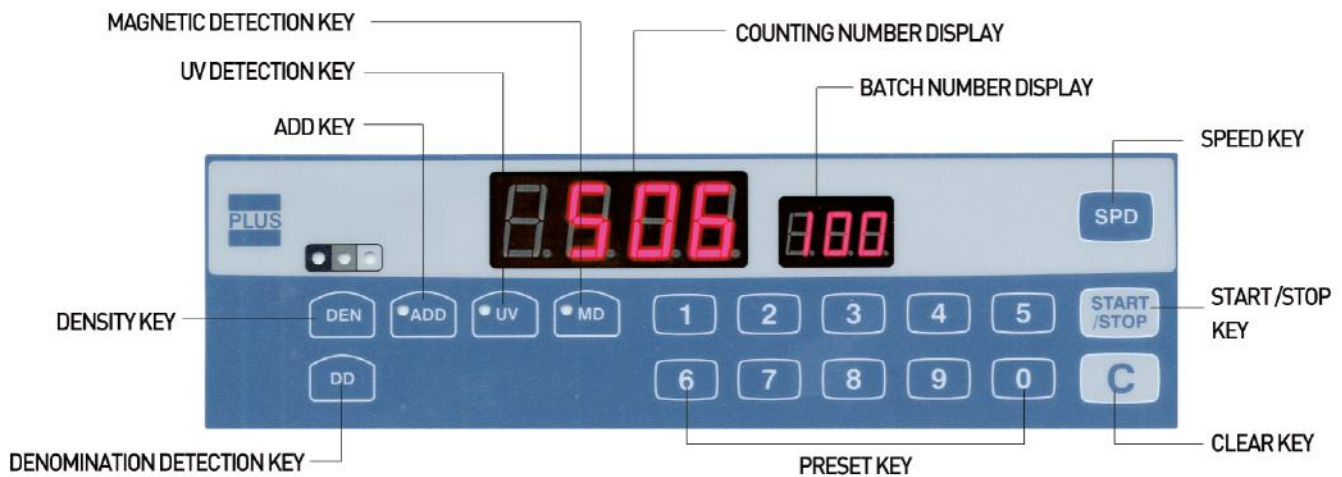 MAGNETIC DETECTION KEY
COUNTING NUMBER DISPLAY
UV DETECTION KEY
BATCH NUMBER DISPLAY
ADD KEY
SPEED KEY
PLUS
506
100
SPD
DENSITY KEY
DEN
ADD
UV
MD
1 2 3 4 5
START
/STOP
START /STOP
KEY
DD
6 7 8 9 0
C
DENOMINATION DETECTION KEY
PRESET KEY
CLEAR KEY